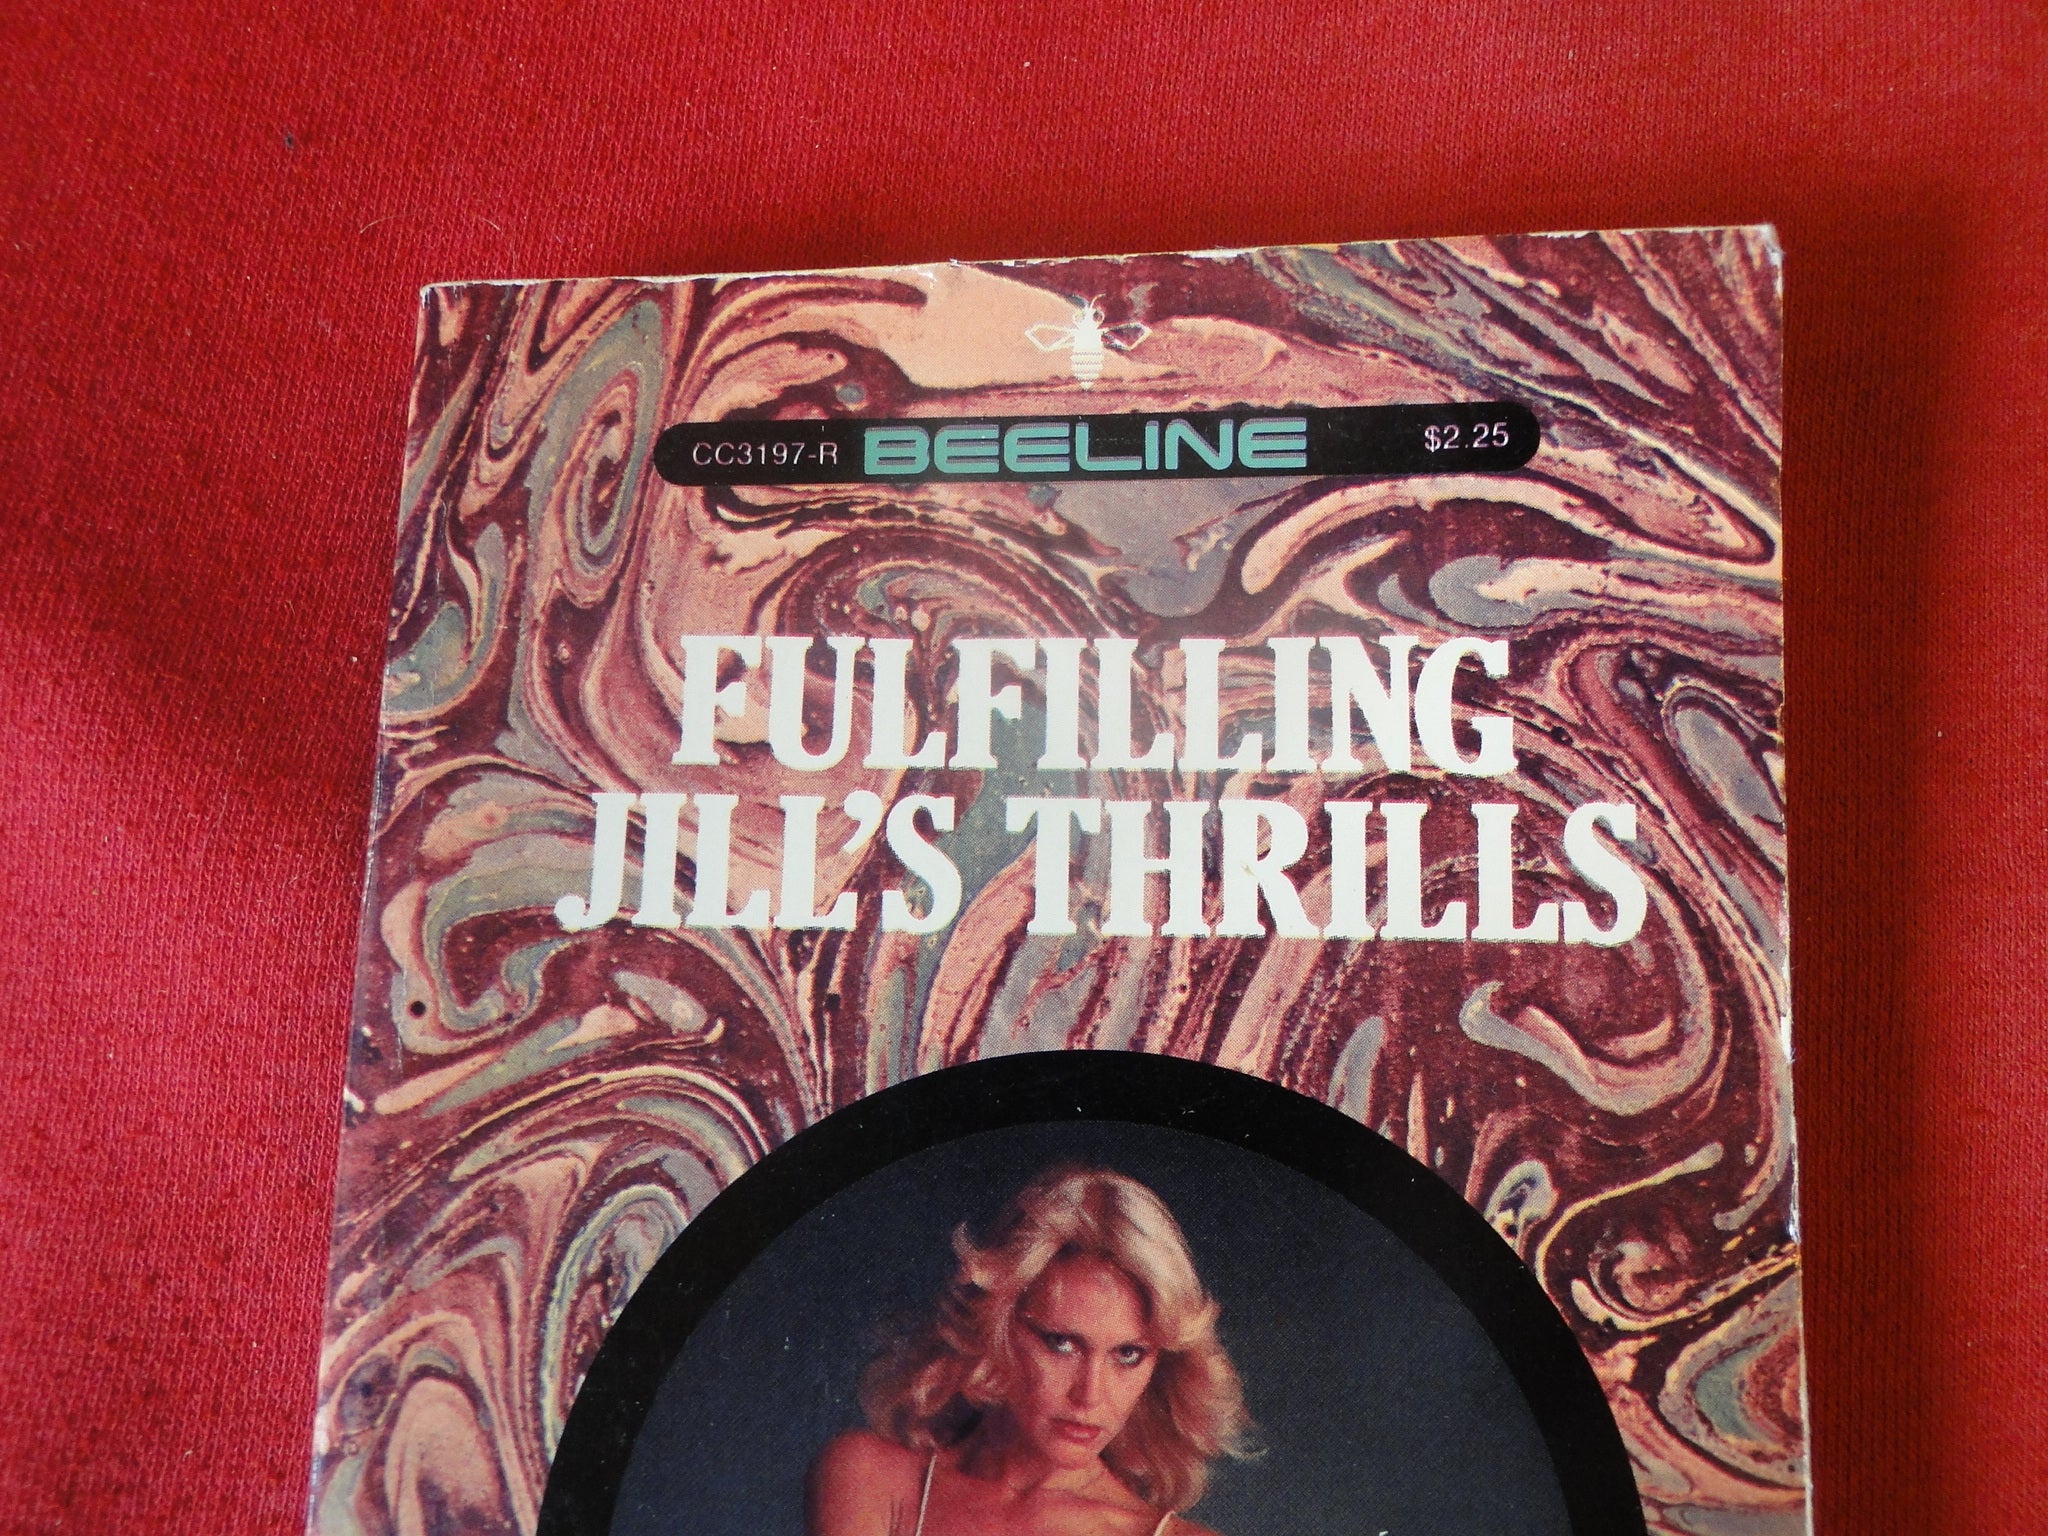 CC3197-R BEELINE $2.25
FULFILLING
JILL'S THRILLS